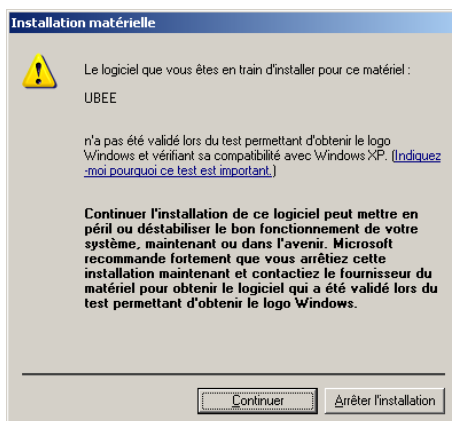 Installation matérielle
Le logiciel que vous êtes en train d'installer pour ce matériel :
UBEE
n'a pas été validé lors du test permettant d'obtenir le logo
Windows et vérifiant sa compatibilité avec Windows XP. (Indiquez
-moi pourquoi ce test est important.)
Continuer l'installation de ce logiciel peut mettre en
péril ou déstabiliser le bon fonctionnement de votre
système, maintenant ou dans l'avenir. Microsoft
recommande fortement que vous arrêtiez cette
installation maintenant et contactiez le fournisseur du
matériel pour obtenir le logiciel qui a été validé lors du
test permettant d'obtenir le logo Windows.
Continuer Arrêter l'installation